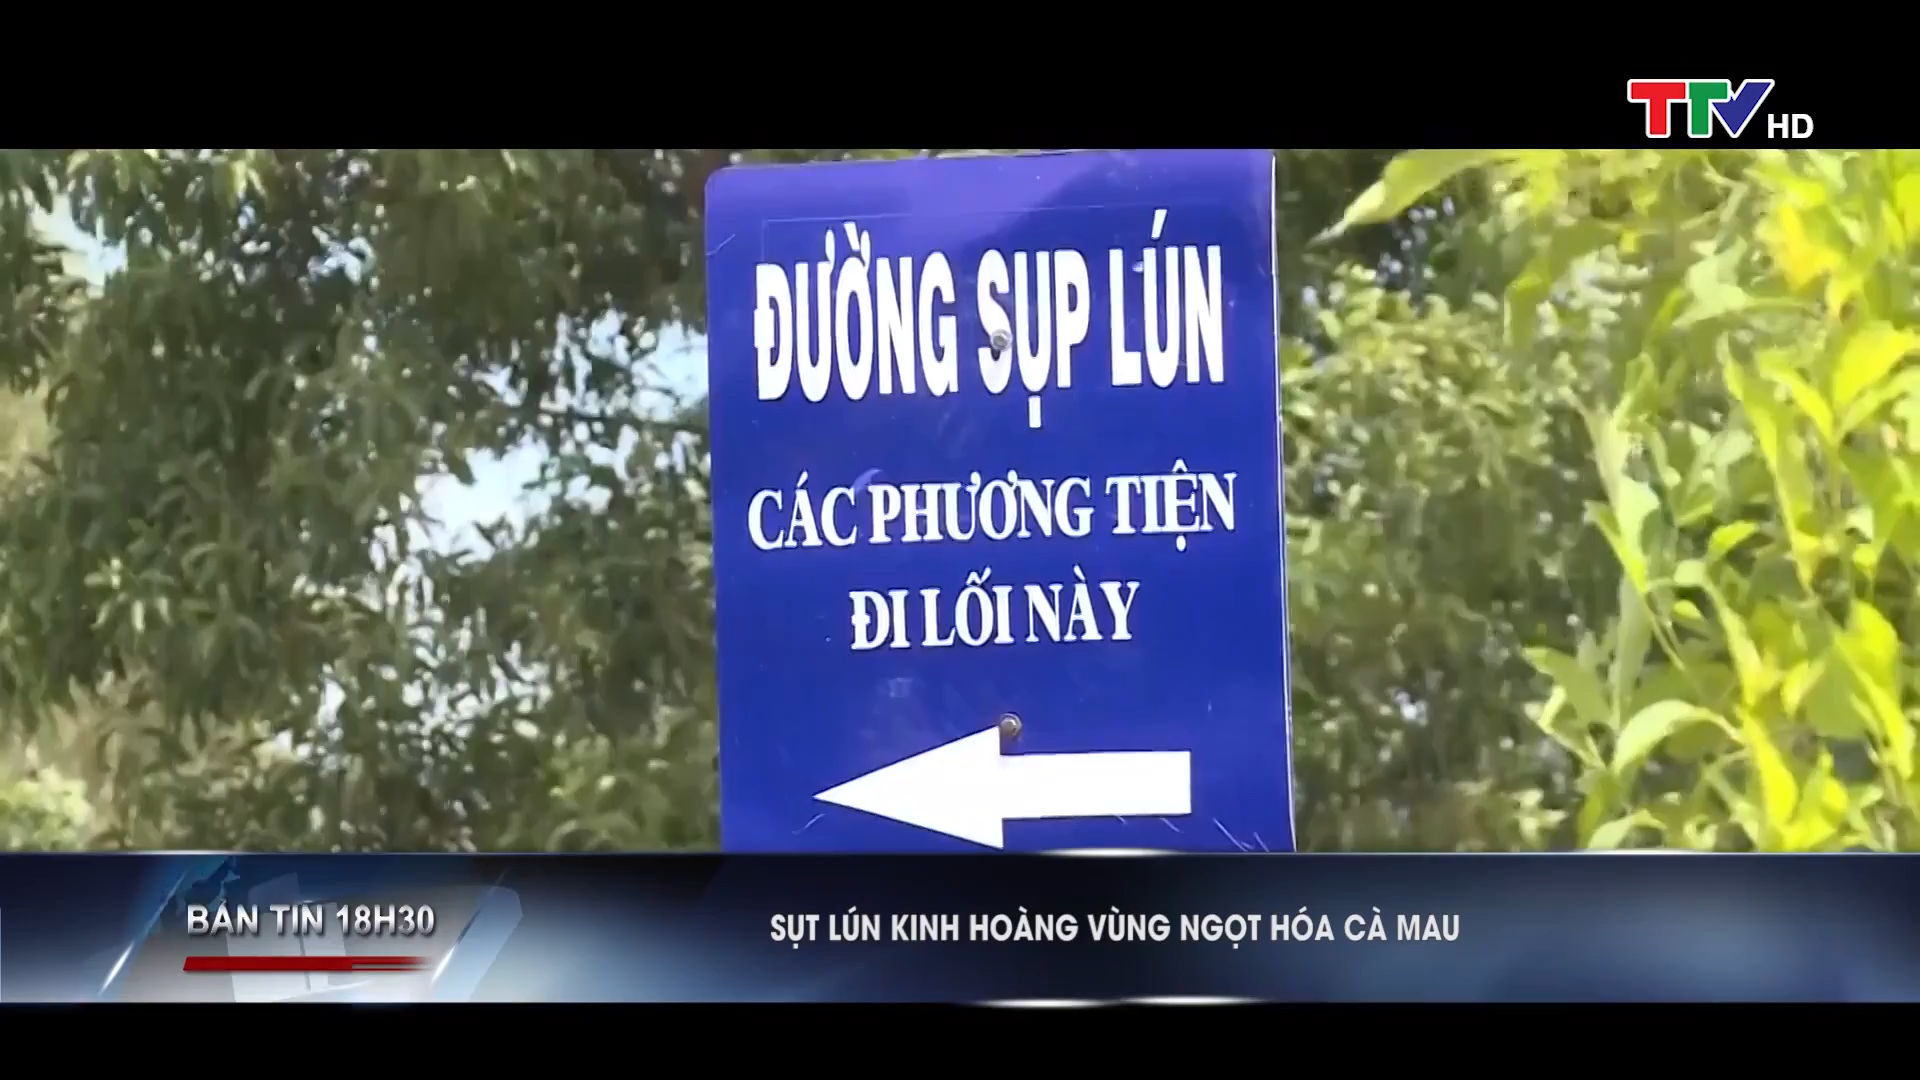 TTV HD
ĐƯỜNG SỤP LÚN
CÁC PHƯƠNG TIỆN
ĐI LỐI NÀY
BẢN TIN 18H30
SỤT LÚN KINH HOÀNG VÙNG NGỌT HÓA CÀ MAU